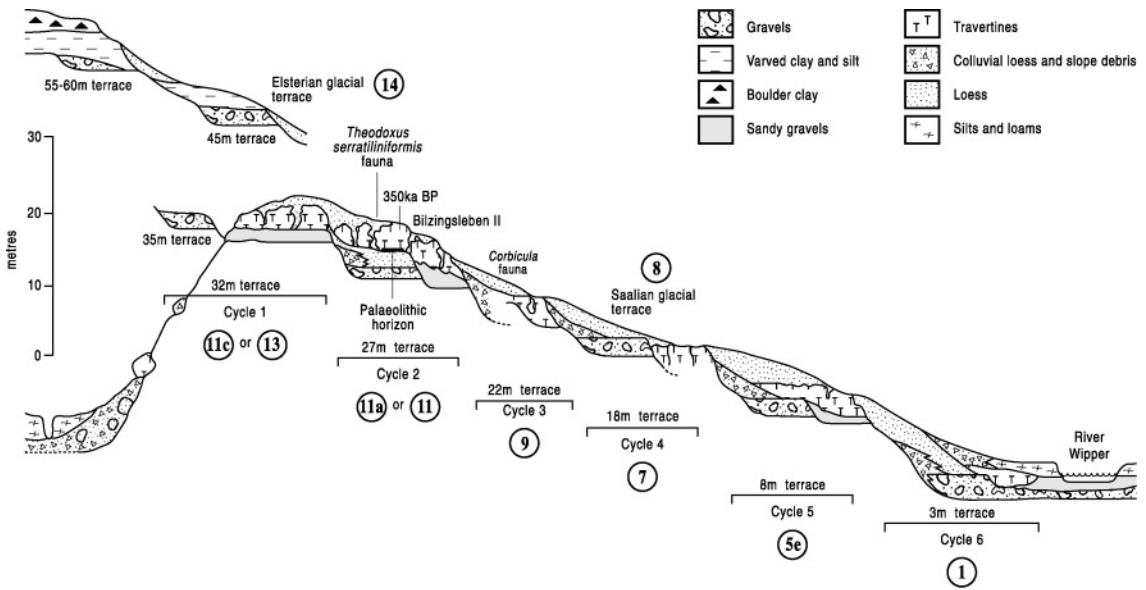 Gravels
Varved clay and silt
Boulder clay
Sandy gravels
T T Travertines
Colluvial loess and slope debris
Loess
Silts and loams
55-60m terrace
Elsterian glacial
terrace
14
45m terrace
metres
30
20
10
0
Theodoxus
serratiliniformis
fauna
350ka BP
Bilzingsleben II
35m terrace
Corbicula
fauna
8
Saalian glacial
terrace
Palaeolithic
horizon
32m terrace
Cycle 1
11c or 13
27m terrace
Cycle 2
11a or 11
22m terrace
Cycle 3
9
18m terrace
Cycle 4
7
8m terrace
Cycle 5
5e
River
Wipper
3m terrace
Cycle 6
1